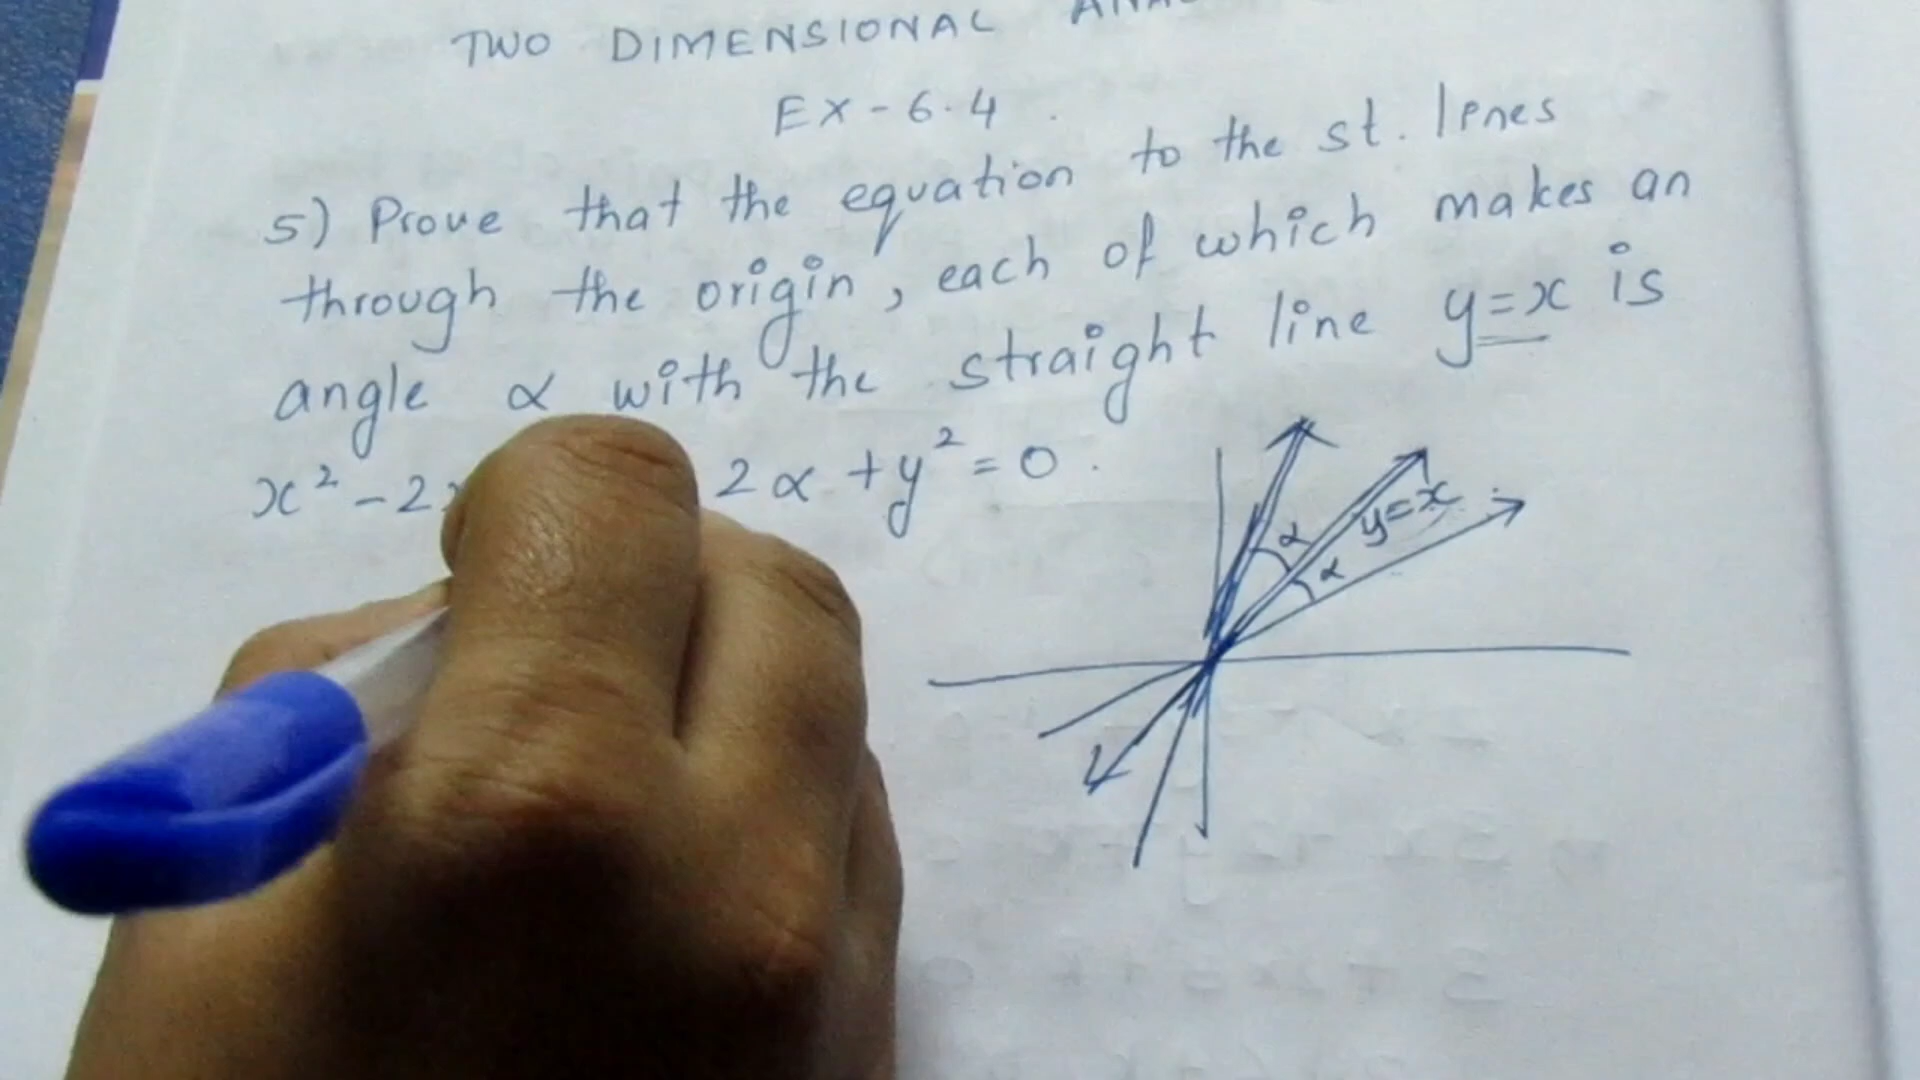 TWO DIMENSIONAL
EX-6.4
5) Prove that the equation to the st. lines
through the origin, each of which makes an
angle α with the straight line y=x is
x² - 2 2α + y² = 0.
α
y=x
α